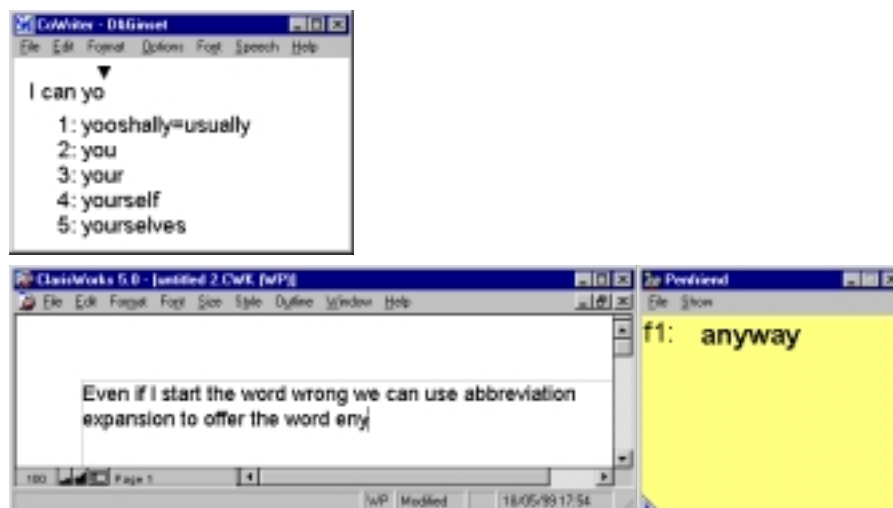 CoWriter - D&Ginset
File Edit Format Options Font Speech Help
I can yo
1: yooshally=usually
2: you
3: your
4: yourself
5: yourselves
ClarisWorks 5.0 - [untitled 2.CWK (WP)]
File Edit Format Font Size Style Outline Window Help
Even if I start the word wrong we can use abbreviation
expansion to offer the word eny
100 Page 1
WP Modified 18/05/99 17:54
Penfriend
File Show
f1: anyway